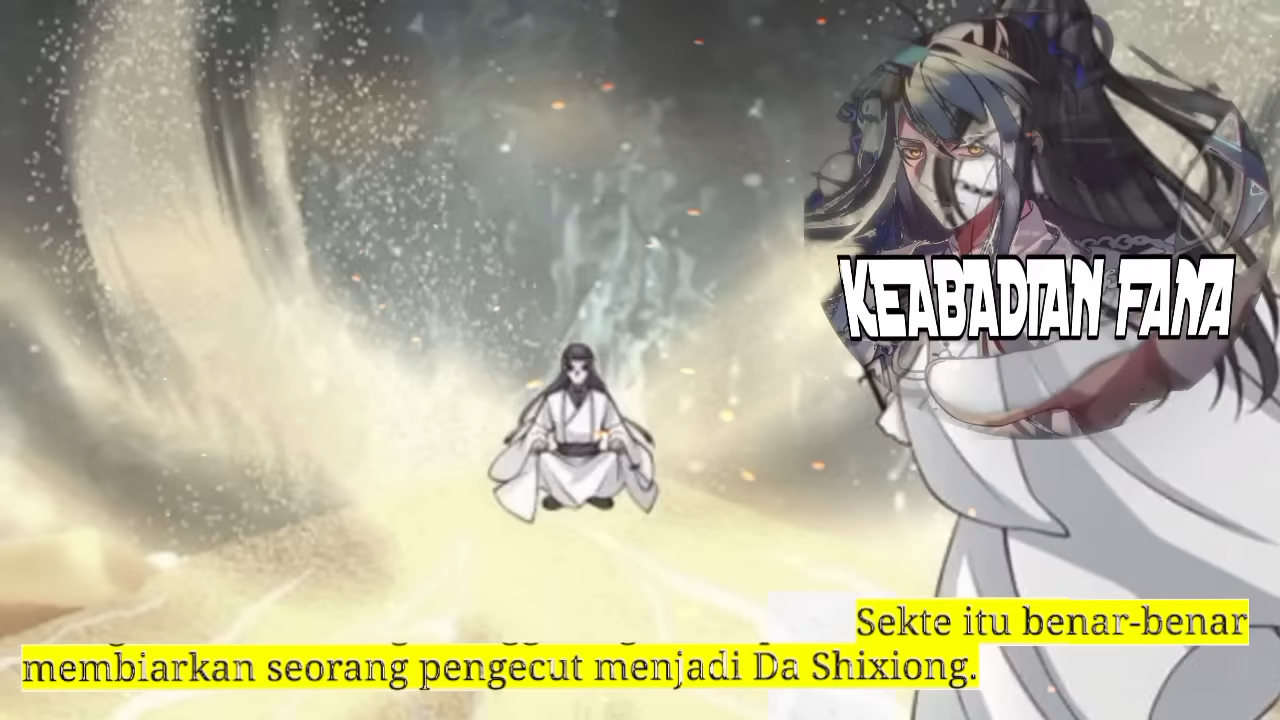 KEABADIAN FANA
Sekte itu benar-benar
membiarkan seorang pengecut menjadi Da Shixiong.